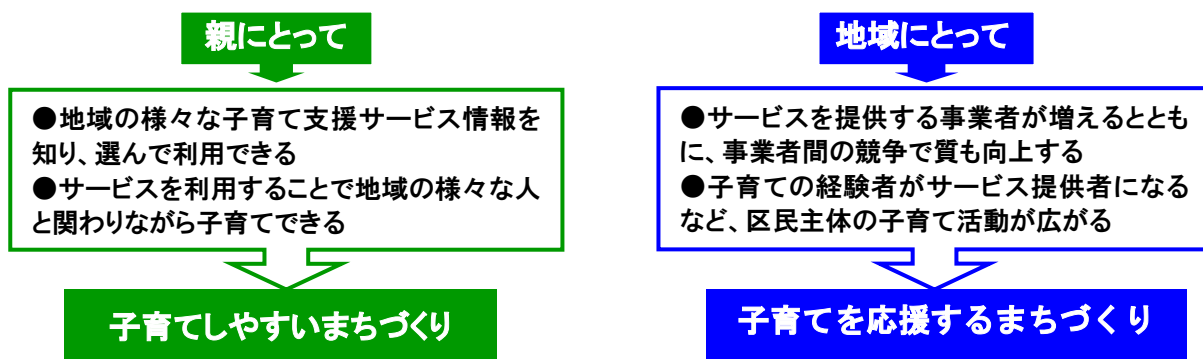 親にとって
●地域の様々な子育て支援サービス情報を
知り、選んで利用できる
●サービスを利用することで地域の様々な人
と関わりながら子育てできる
子育てしやすいまちづくり
地域にとって
●サービスを提供する事業者が増えるととも
に、事業者間の競争で質も向上する
●子育ての経験者がサービス提供者になる
など、区民主体の子育て活動が広がる
子育てを応援するまちづくり